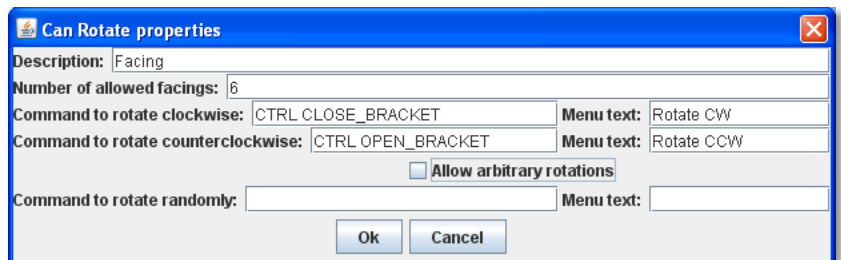 Can Rotate properties
Description: Facing
Number of allowed facings: 6
Command to rotate clockwise: CTRL CLOSE_BRACKET Menu text: Rotate CW
Command to rotate counterclockwise: CTRL OPEN_BRACKET Menu text: Rotate CCW
Allow arbitrary rotations
Command to rotate randomly: Menu text:
Ok Cancel